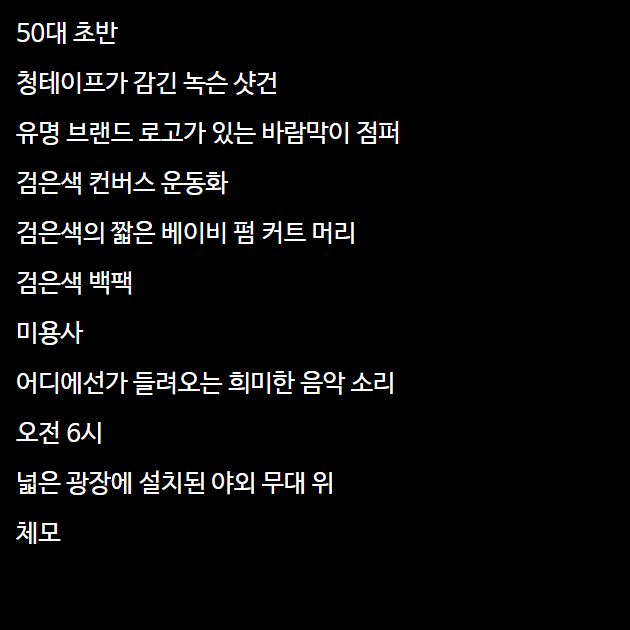 50대 초반
청테이프가 감긴 녹슨 샷건
유명 브랜드 로고가 있는 바람막이 점퍼
검은색 컨버스 운동화
검은색의 짧은 베이비 펌 커트 머리
검은색 백팩
미용사
어디에선가 들려오는 희미한 음악 소리
오전 6시
넓은 광장에 설치된 야외 무대 위
체모